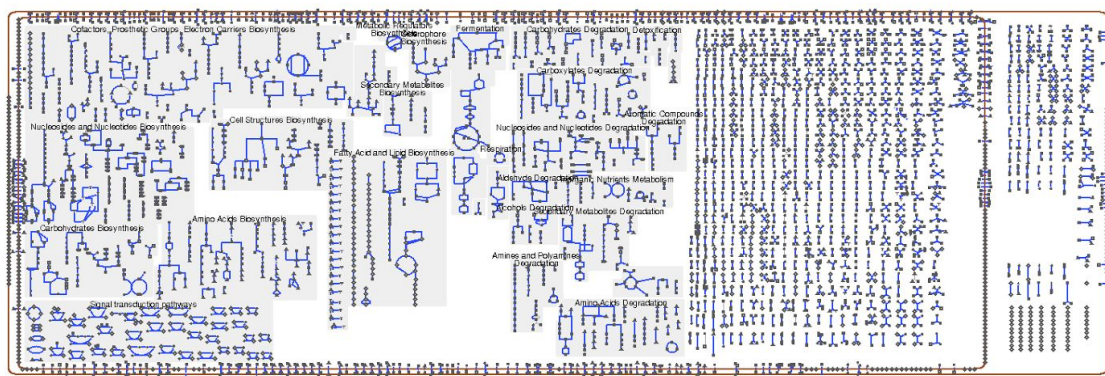 Cofactors, Prosthetic Groups, Electron Carriers Biosynthesis
Metabolic Regulators
Biosynthesis
Siderophore
Biosynthesis
Fermentation
Carbohydrates Degradation
Detoxification
Carboxylates Degradation
Secondary Metabolites
Biosynthesis
Aromatic Compounds
Degradation
Nucleosides and Nucleotides Biosynthesis
Cell Structures Biosynthesis
Nucleosides and Nucleotides Degradation
Respiration
Fatty Acid and Lipid Biosynthesis
Aldehyde Degradation
Inorganic Nutrients Metabolism
Alcohols Degradation
Secondary Metabolites Degradation
Carbohydrates Biosynthesis
Amino Acids Biosynthesis
Amines and Polyamines
Degradation
Signal transduction pathways
Amino Acids Degradation